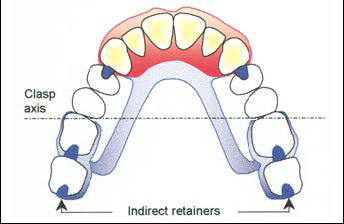 Clasp
axis
Indirect retainers